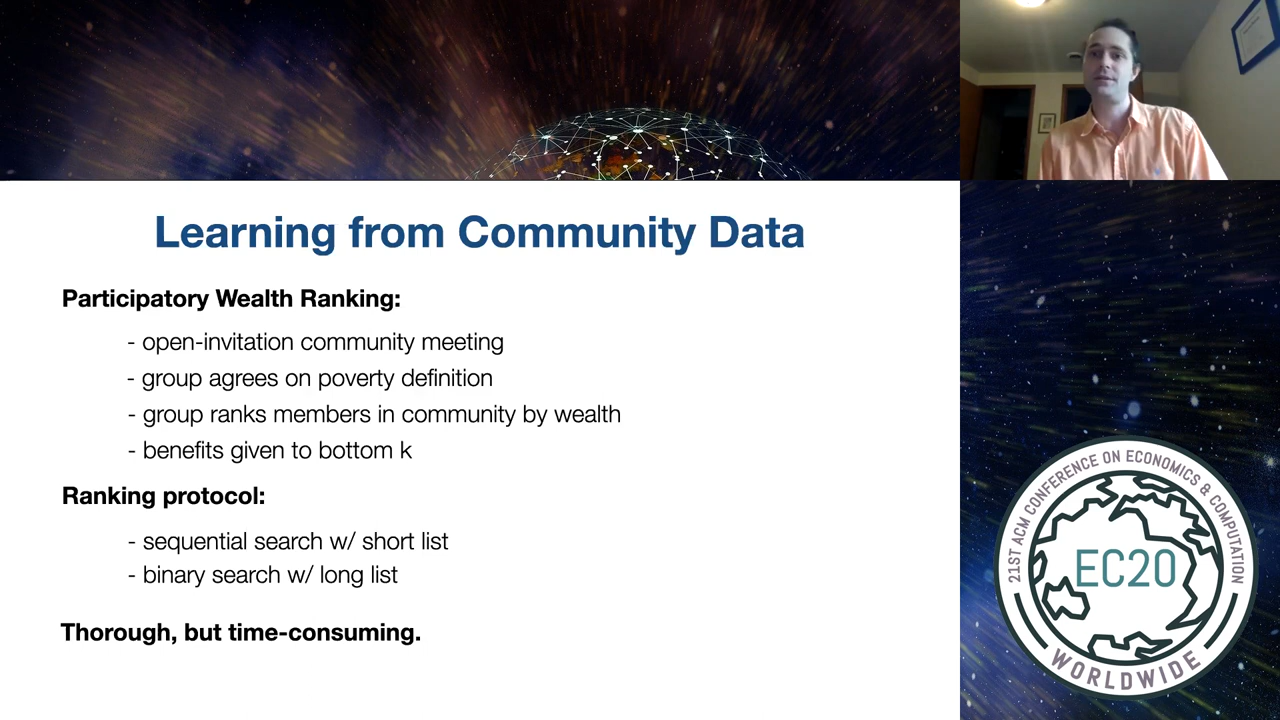 Learning from Community Data
Participatory Wealth Ranking:
- open-invitation community meeting
- group agrees on poverty definition
- group ranks members in community by wealth
- benefits given to bottom k
Ranking protocol:
- sequential search w/ short list
- binary search w/ long list
Thorough, but time-consuming.
21ST ACM CONFERENCE ON ECONOMICS & COMPUTATION
EC20
WORLDWIDE